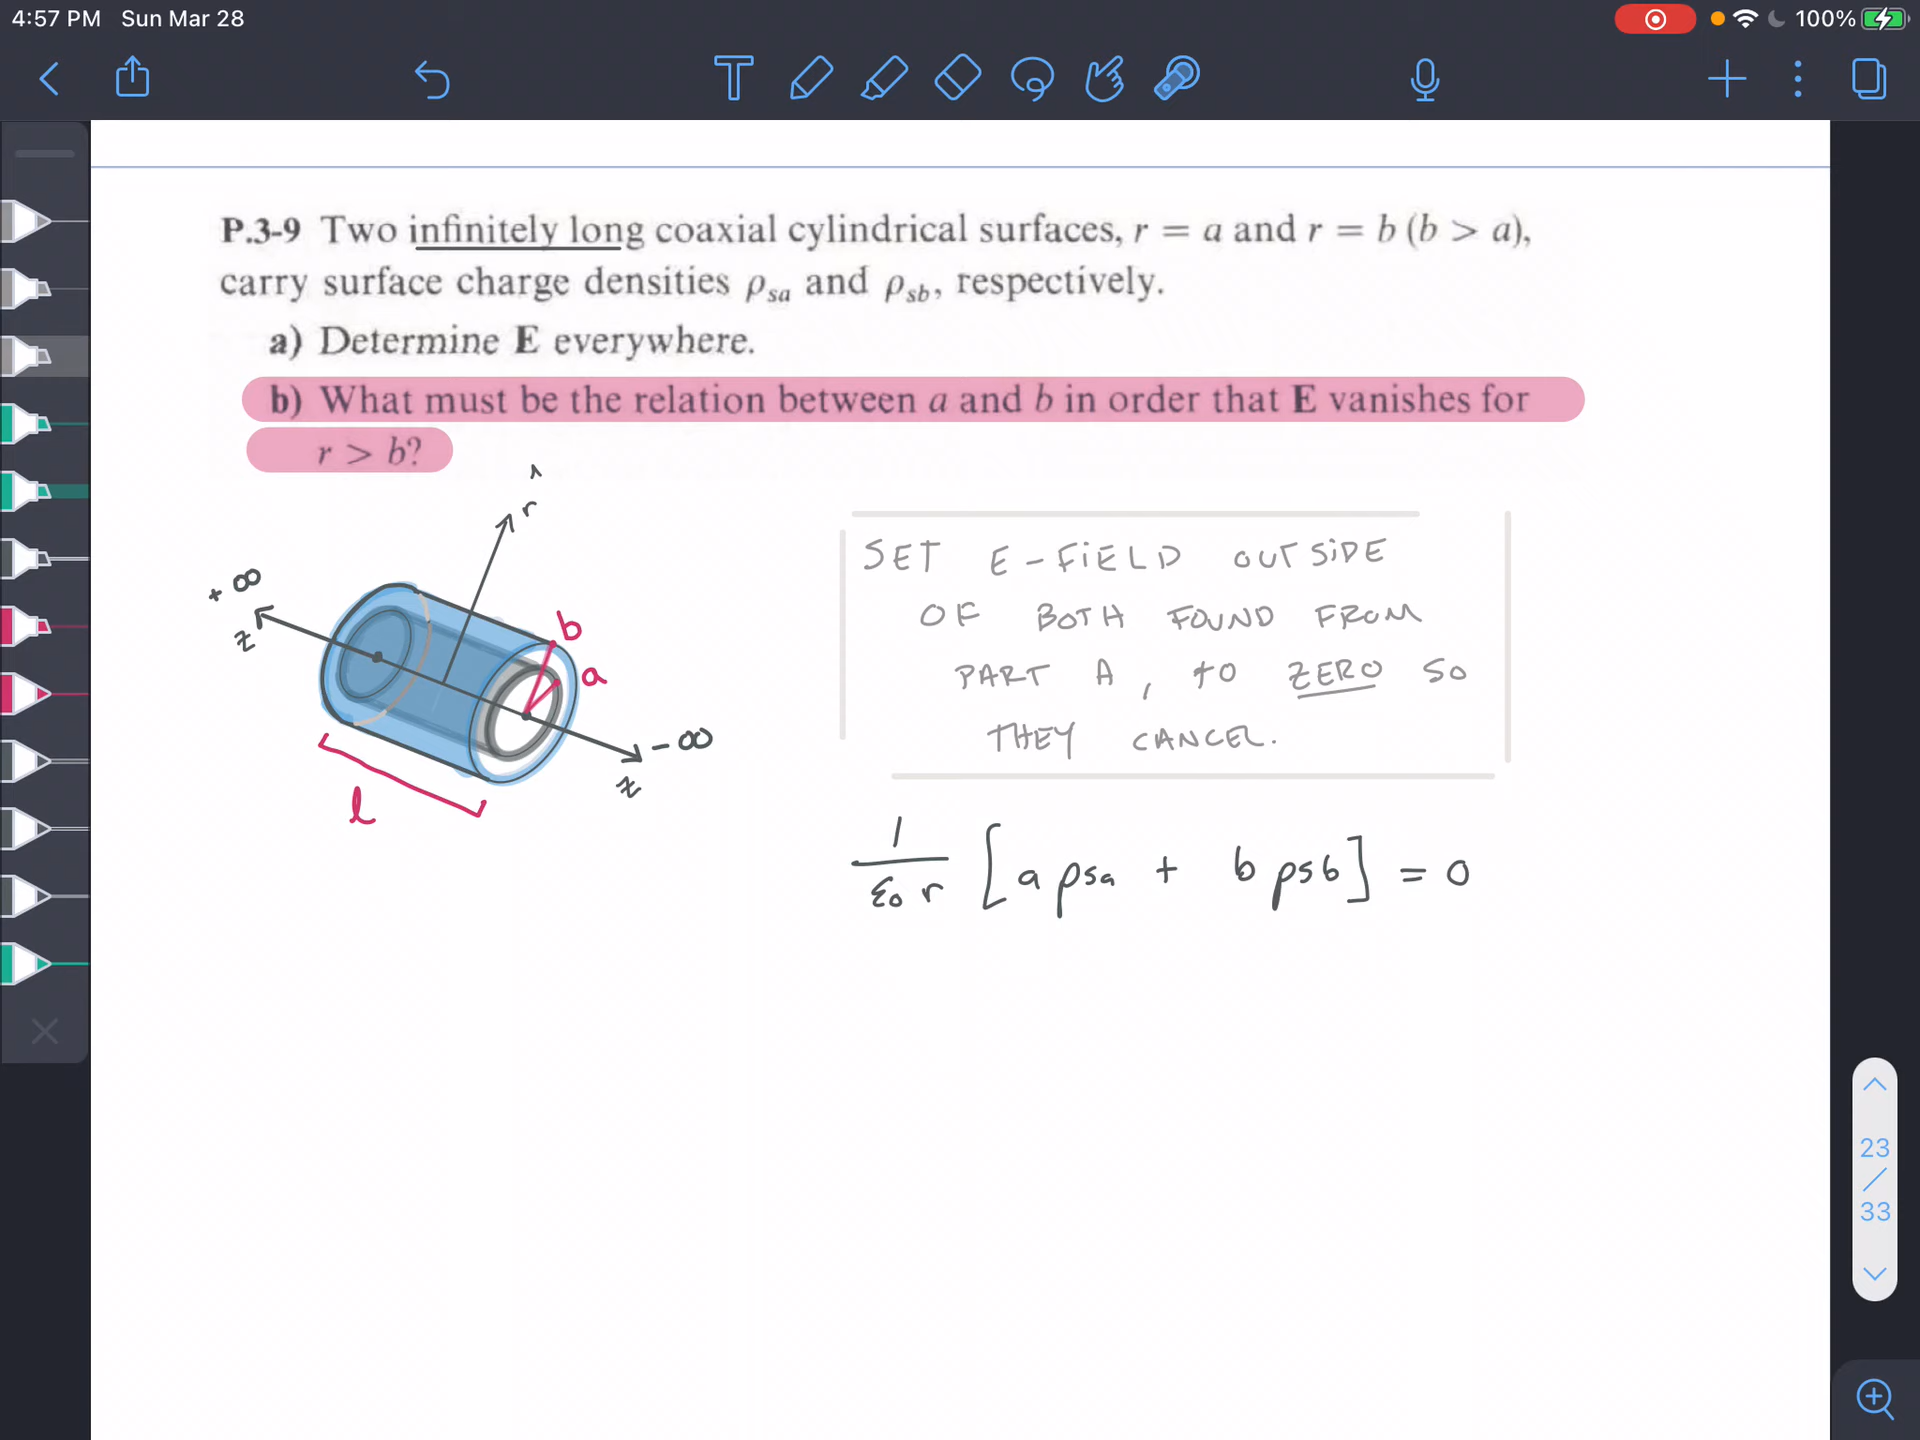 4:57 PM Sun Mar 28
100%
T
P.3-9 Two infinitely long coaxial cylindrical surfaces, r = a and r = b (b > a),
carry surface charge densities ρsa and ρsb, respectively.
a) Determine E everywhere.
b) What must be the relation between a and b in order that E vanishes for
r > b?
^
r
+ ∞
z
b
a
- ∞
z
l
SET E-FiELD OUTSiDE
OF BOTH FOUND FROM
PART A, to ZERO SO
THEY CANCEL.
1/(ε0 r) [a ρsa + b ρsb] = 0
23
/
33